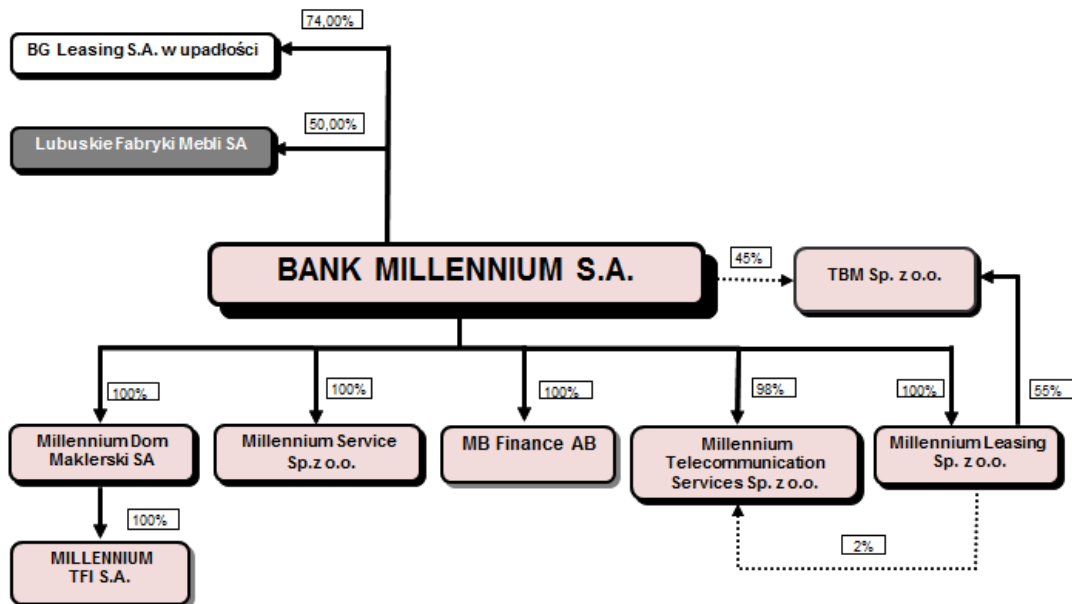 74,00%
BG Leasing S.A. w upadłości
50,00%
Lubuskie Fabryki Mebli SA
BANK MILLENNIUM S.A.
45%
TBM Sp. z o.o.
100%
100%
100%
98%
100%
55%
Millennium Dom
Maklerski SA
Millennium Service
Sp.z o.o.
MB Finance AB
Millennium
Telecommunication
Services Sp. z o.o.
Millennium Leasing
Sp. z o.o.
100%
2%
MILLENNIUM
TFI S.A.